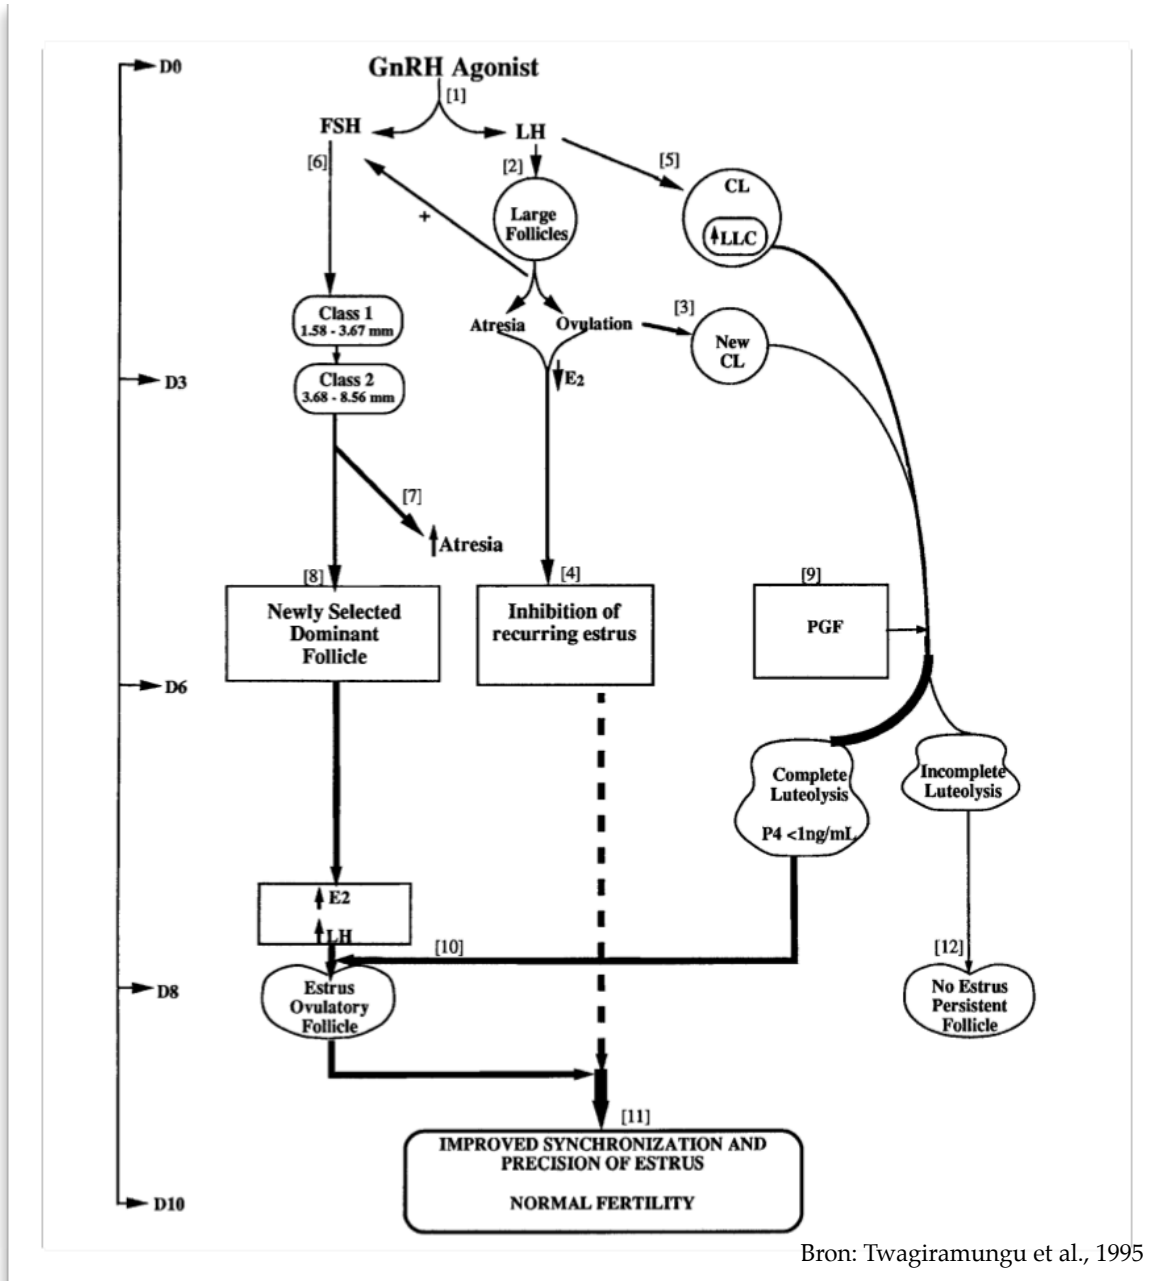 D0
GnRH Agonist
[1]
FSH
LH
[6]
[2]
[5]
CL
↑LLC
Large
Follicles
+
Class 1
1.58 - 3.67 mm
Atresia
Ovulation
[3]
New
CL
D3
Class 2
3.68 - 8.56 mm
↓E2
[7]
↑Atresia
[8]
[4]
[9]
Newly Selected
Dominant
Follicle
Inhibition of
recurring estrus
PGF
D6
Complete
Luteolysis
P4 <1ng/mL
Incomplete
Luteolysis
↑ E2
↑LH
[10]
[12]
D8
Estrus
Ovulatory
Follicle
No Estrus
Persistent
Follicle
[11]
IMPROVED SYNCHRONIZATION AND
PRECISION OF ESTRUS
NORMAL FERTILITY
D10
Bron: Twagiramungu et al., 1995